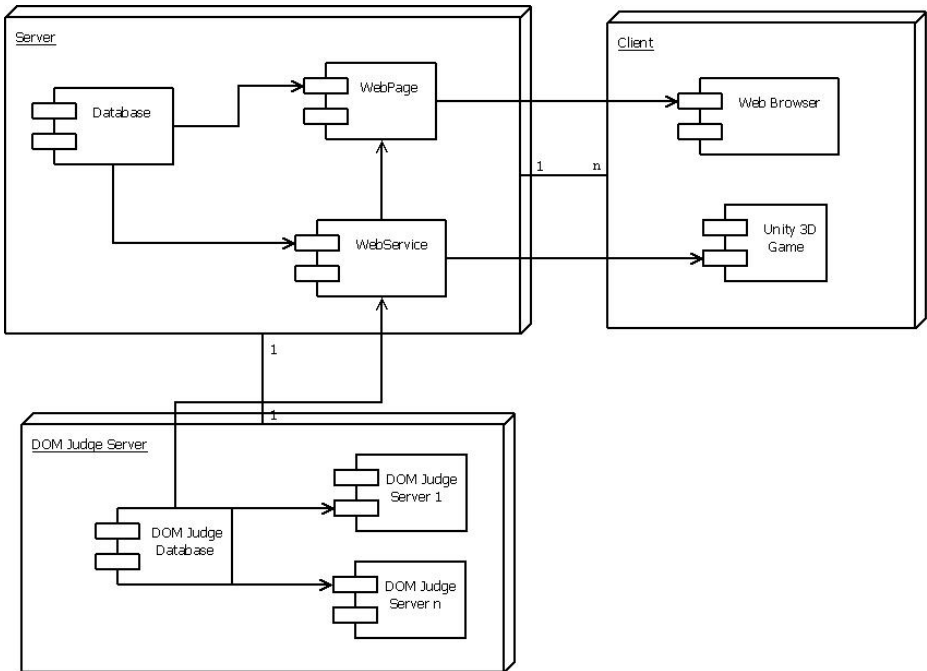 Server
Database
WebPage
WebService
Client
Web Browser
Unity 3D
Game
1
n
1
1
DOM Judge Server
DOM Judge
Database
DOM Judge
Server 1
DOM Judge
Server n